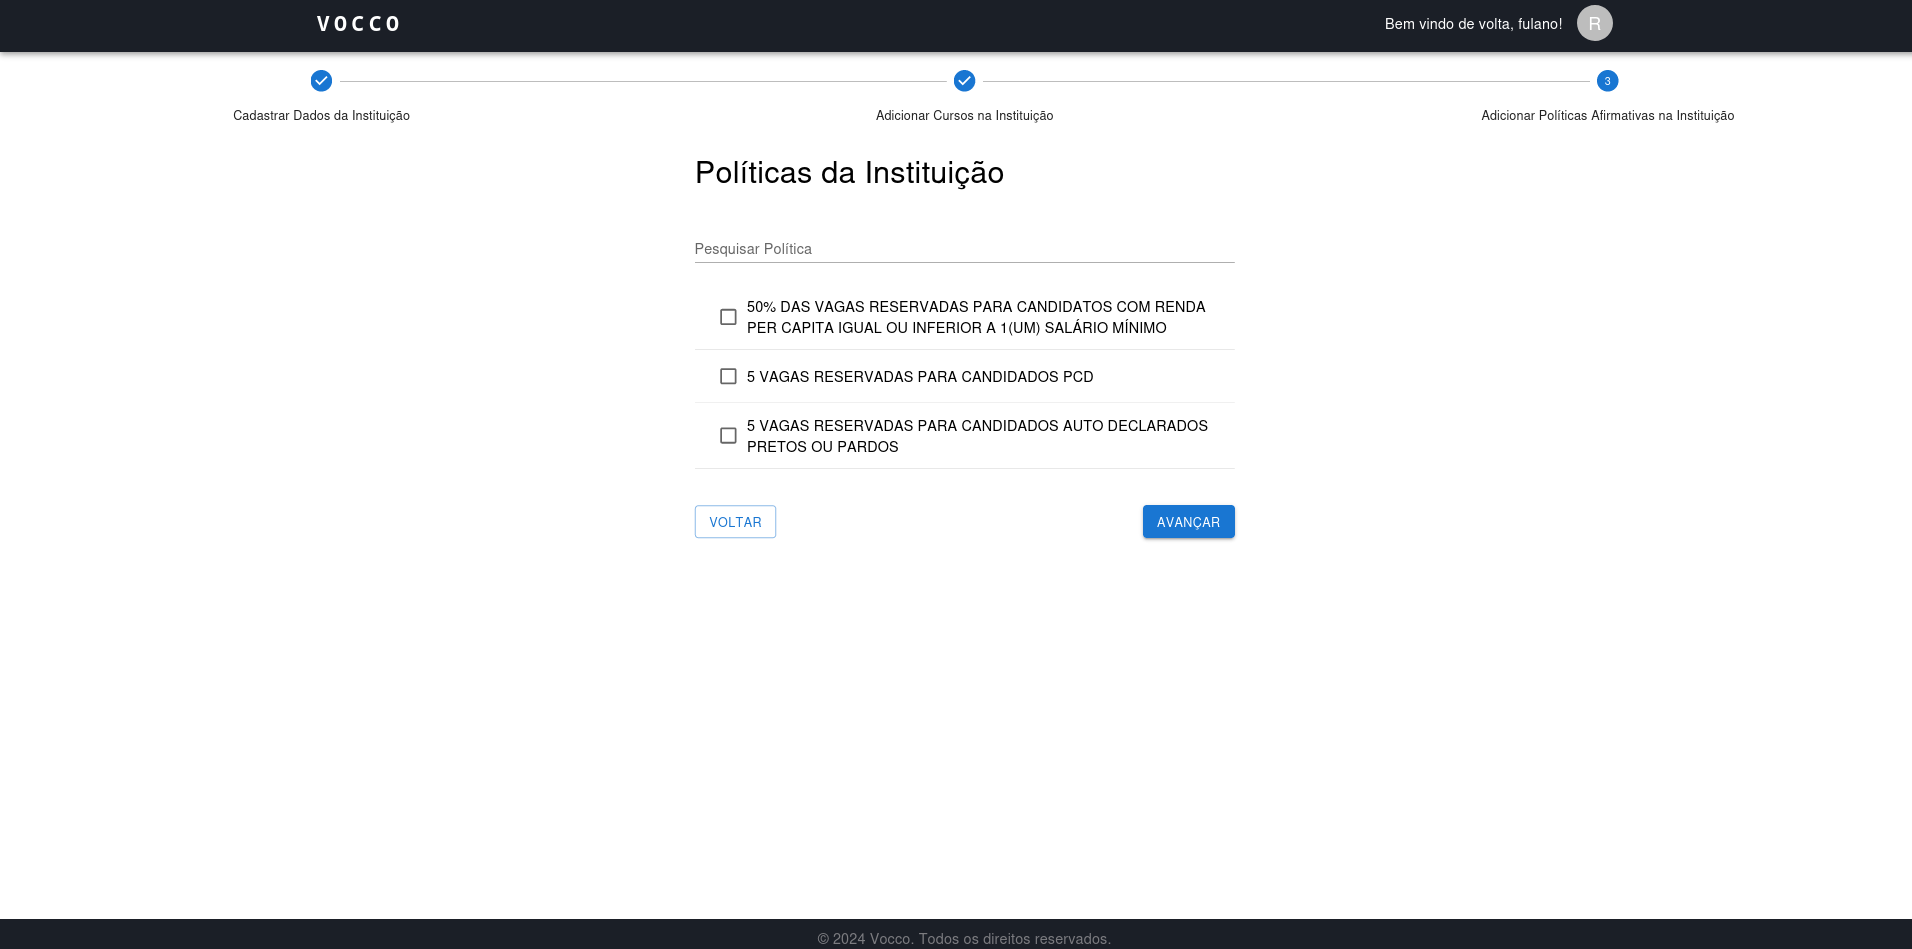 VOCCO
Bem vindo de volta, fulano!
R
3
Cadastrar Dados da Instituição
Adicionar Cursos na Instituição
Adicionar Políticas Afirmativas na Instituição
Políticas da Instituição
Pesquisar Política
50% DAS VAGAS RESERVADAS PARA CANDIDATOS COM RENDA
PER CAPITA IGUAL OU INFERIOR A 1(UM) SALÁRIO MÍNIMO
5 VAGAS RESERVADAS PARA CANDIDADOS PCD
5 VAGAS RESERVADAS PARA CANDIDADOS AUTO DECLARADOS
PRETOS OU PARDOS
VOLTAR
AVANÇAR
© 2024 Vocco. Todos os direitos reservados.